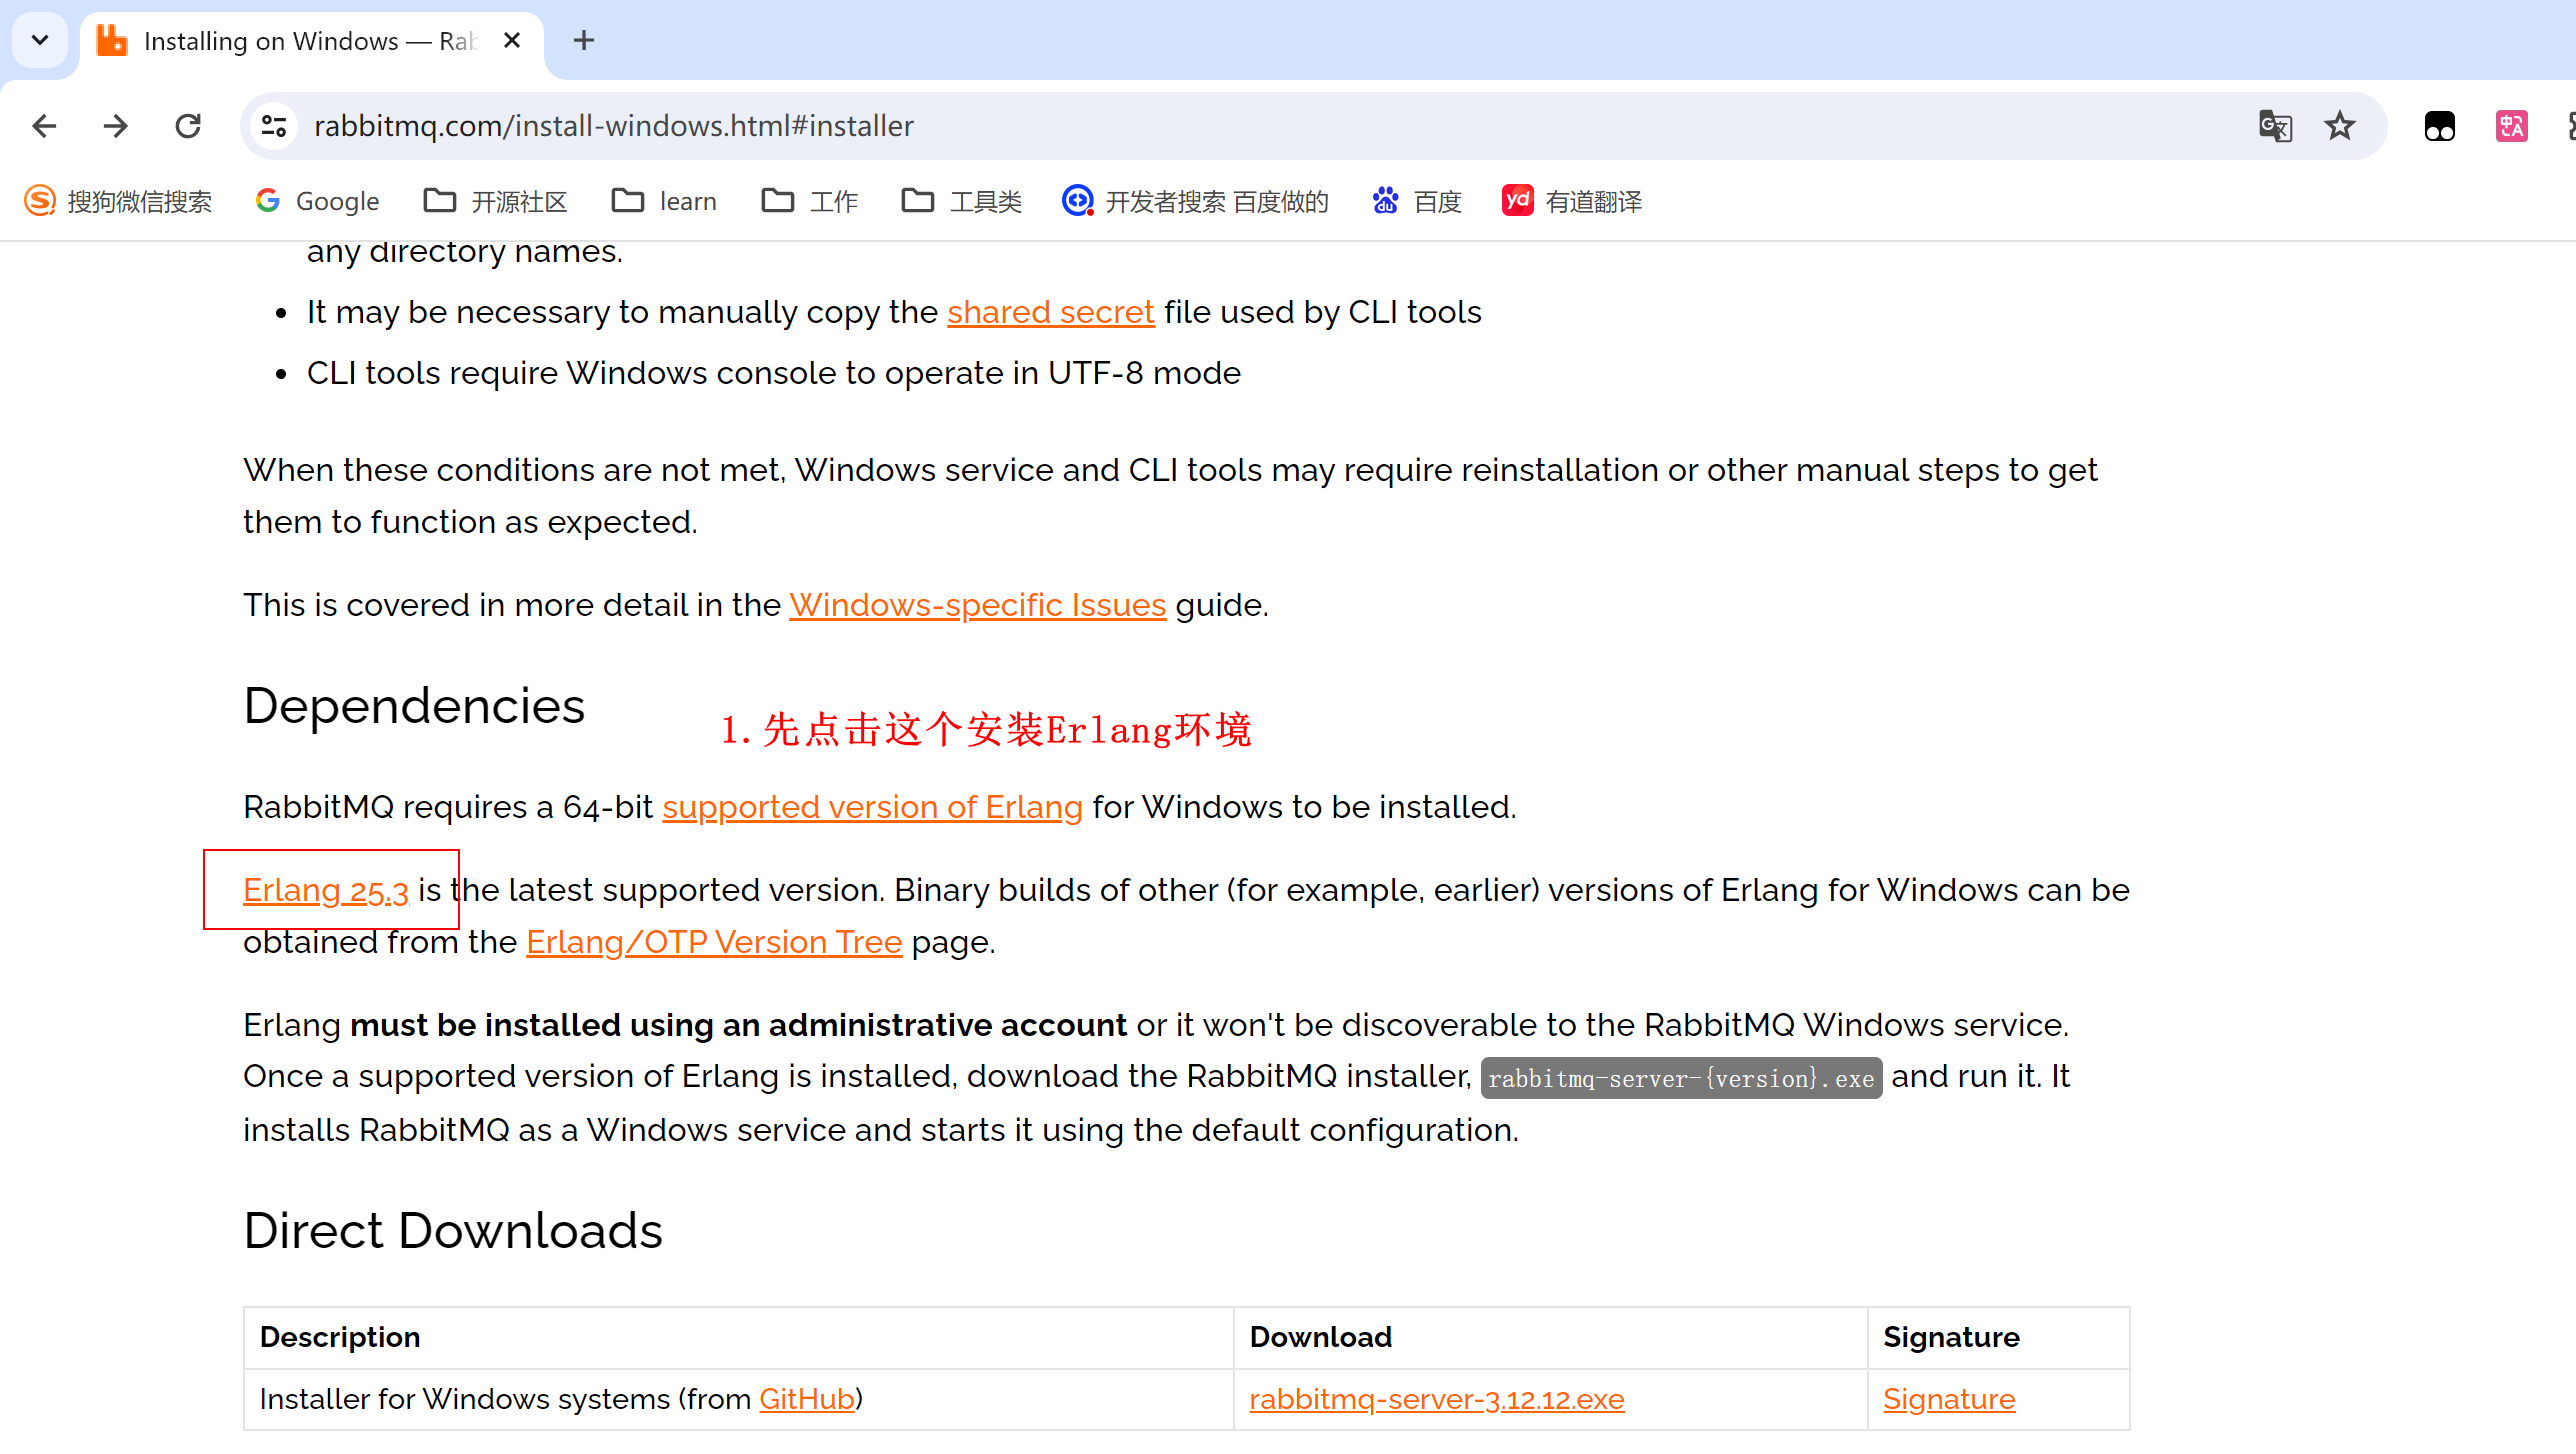 Installing on Windows — Rab
rabbitmq.com/install-windows.html#installer
搜狗微信搜索 Google 开源社区 learn 工作 工具类 开发者搜索 百度做的 百度 有道翻译
any directory names.
• It may be necessary to manually copy the shared secret file used by CLI tools
• CLI tools require Windows console to operate in UTF-8 mode
When these conditions are not met, Windows service and CLI tools may require reinstallation or other manual steps to get
them to function as expected.
This is covered in more detail in the Windows-specific Issues guide.
Dependencies
1. 先点击这个安装Erlang环境
RabbitMQ requires a 64-bit supported version of Erlang for Windows to be installed.
Erlang 25.3 is the latest supported version. Binary builds of other (for example, earlier) versions of Erlang for Windows can be
obtained from the Erlang/OTP Version Tree page.
Erlang must be installed using an administrative account or it won't be discoverable to the RabbitMQ Windows service.
Once a supported version of Erlang is installed, download the RabbitMQ installer, rabbitmq-server-{version}.exe and run it. It
installs RabbitMQ as a Windows service and starts it using the default configuration.
Direct Downloads
Description Download Signature
Installer for Windows systems (from GitHub) rabbitmq-server-3.12.12.exe Signature